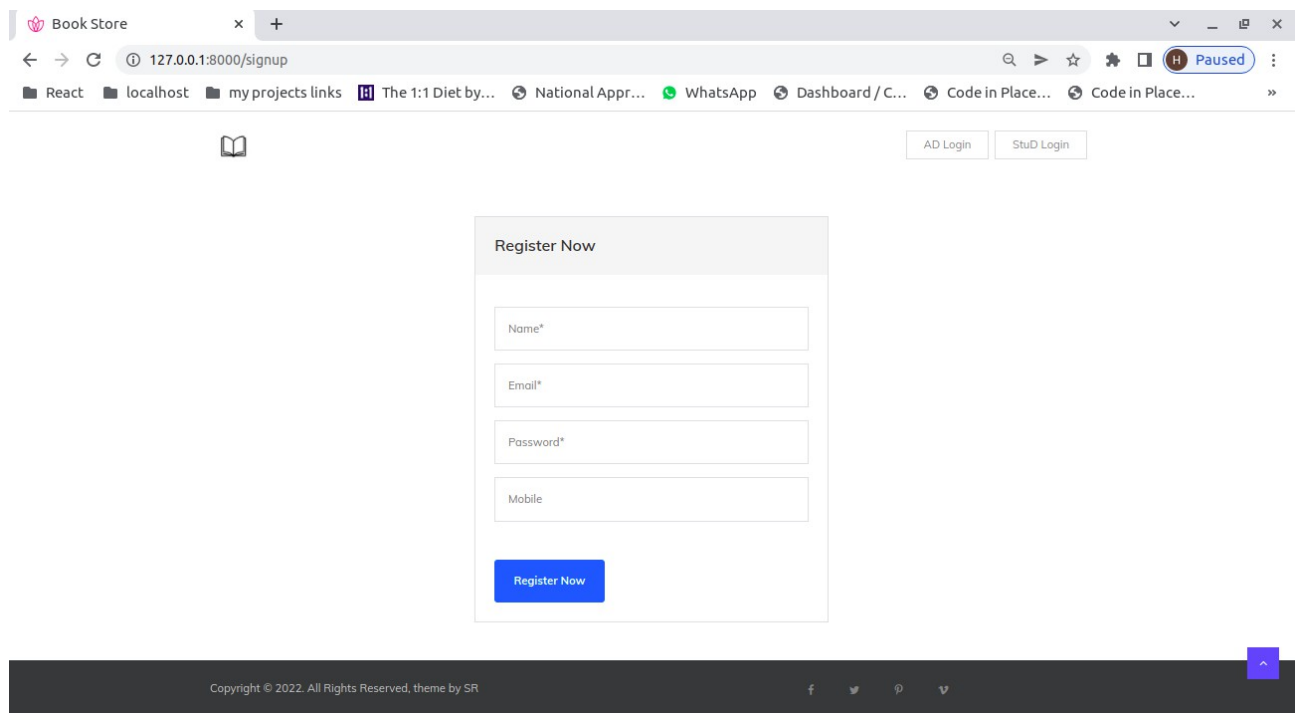 Book Store
127.0.0.1:8000/signup
H Paused
React localhost my projects links The 1:1 Diet by... National Appr... WhatsApp Dashboard / C... Code in Place... Code in Place... »
AD Login StuD Login
Register Now
Name*
Email*
Password*
Mobile
Register Now
Copyright © 2022. All Rights Reserved, theme by SR